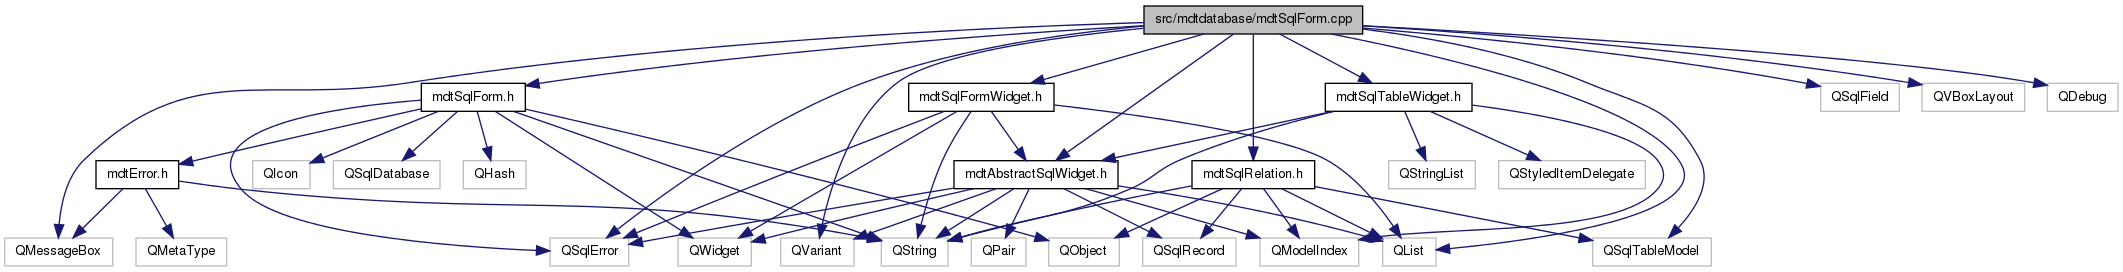 src/mdtdatabase/mdtSqlForm.cpp
mdtSqlForm.h
mdtSqlFormWidget.h
mdtSqlTableWidget.h
QSqlField
QVBoxLayout
QDebug
mdtError.h
QIcon
QSqlDatabase
QHash
mdtAbstractSqlWidget.h
mdtSqlRelation.h
QStringList
QStyledItemDelegate
QMessageBox
QMetaType
QSqlError
QWidget
QVariant
QString
QPair
QObject
QSqlRecord
QModelIndex
QList
QSqlTableModel